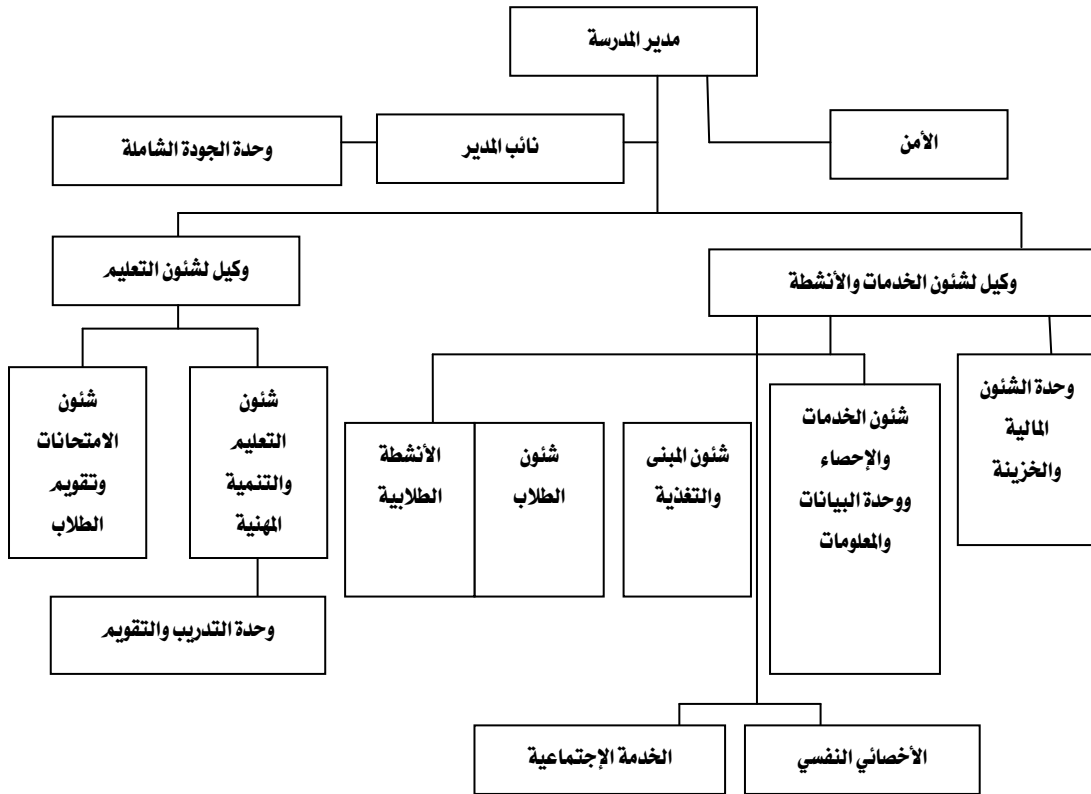 مدير المدرسة
الأمن
نائب المدير
وحدة الجودة الشاملة
وكيل لشئون الخدمات والأنشطة
وكيل لشئون التعليم
وحدة الشئون
المالية
والخزينة
شئون الخدمات
والإحصاء
ووحدة البيانات
والمعلومات
شئون المبنى
والتغذية
شئون
الطلاب
الأنشطة
الطلابية
شئون
التعليم
والتنمية
المهنية
شئون
الامتحانات
وتقويم
الطلاب
وحدة التدريب والتقويم
الأخصائي النفسي
الخدمة الإجتماعية